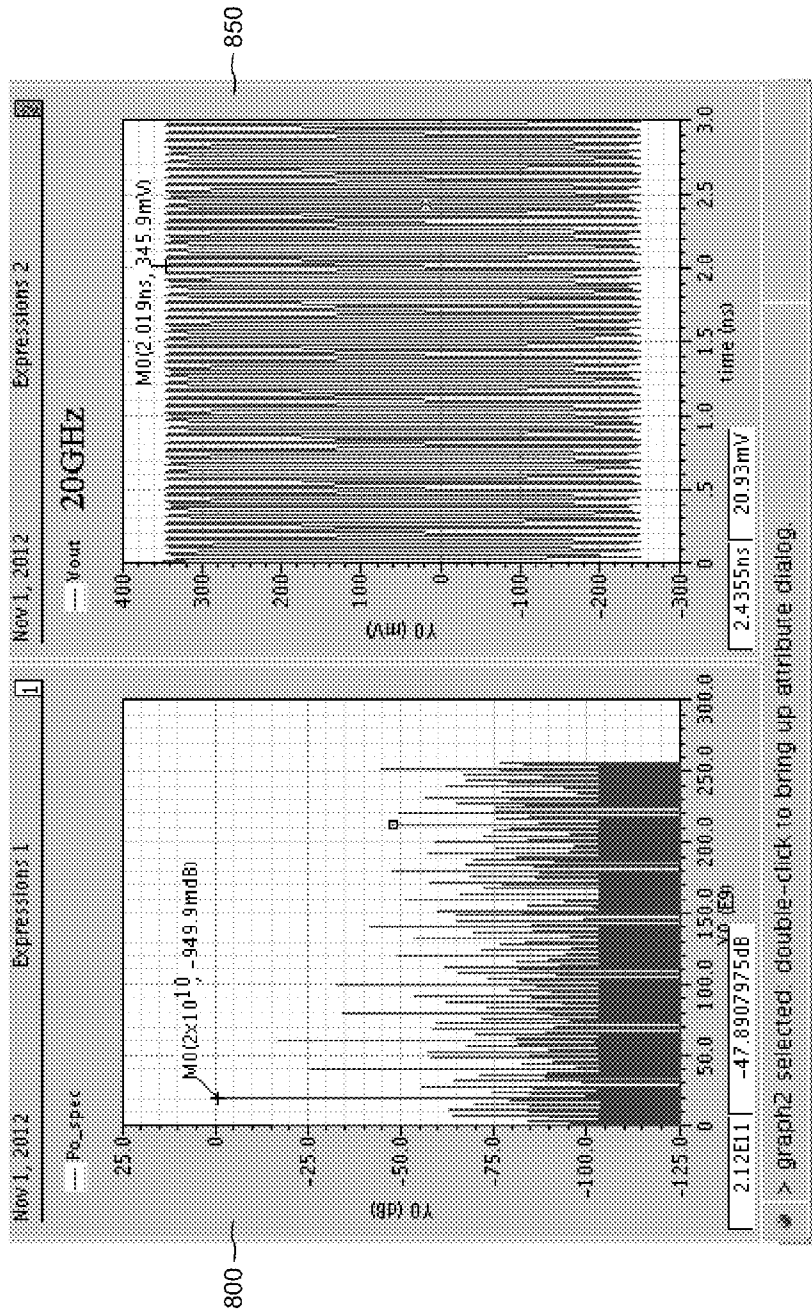 Nov 1, 2012
Expressions 1
1
Po_spec
25.0
0
-25.0
-50.0
-75.0
-100.0
-125.0
Y0 (dB)
M0(2x10^10, -949.9mdB)
0
50.0
100.0
150.0
200.0
250.0
300.0
(E9)
2.12E11
-47.8907975dB
800
Nov 1, 2012
Expressions 2
Vout
20GHz
400
300
200
100
0
-100
-200
-300
Y0 (mV)
M0(2.019ns, 345.9mV)
0
.5
1.0
1.5
2.0
2.5
3.0
time (ns)
2.4355ns
20.93mV
850
> graph2 selected double-click to bring up attribute dialog.